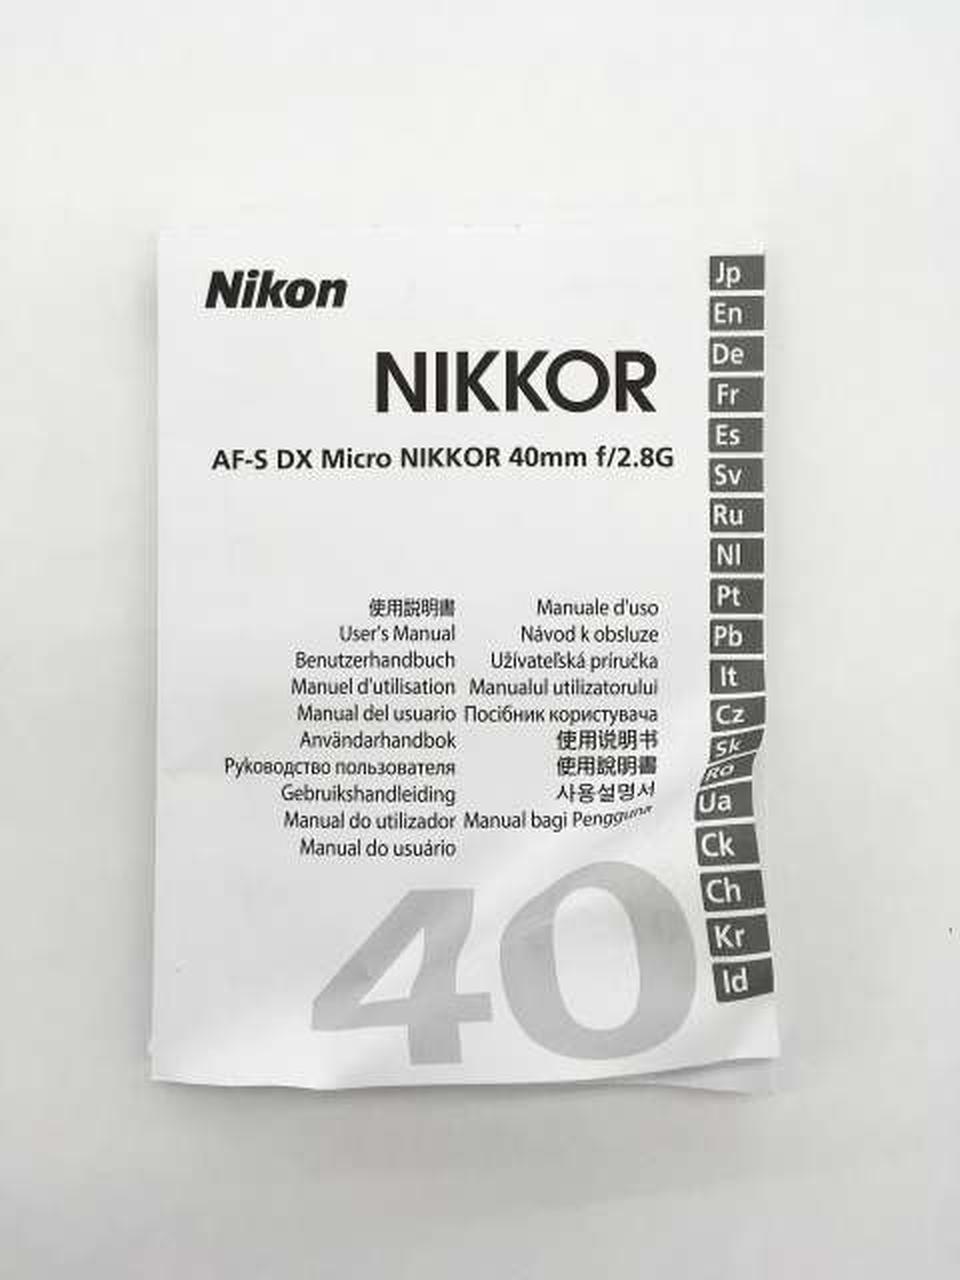 Nikon
NIKKOR
AF-S DX Micro NIKKOR 40mm f/2.8G
使用説明書
User's Manual
Benutzerhandbuch
Manuel d'utilisation
Manual del usuario
Användarhandbok
Руководство пользователя
Gebruikshandleiding
Manual do utilizador
Manual do usuário
Manuale d'uso
Návod k obsluze
Užívateľská príručka
Manualul utilizatorului
Посібник користувача
使用说明书
使用說明書
사용설명서
Manual bagi Pengguna
40
Jp
En
De
Fr
Es
Sv
Ru
Nl
Pt
Pb
It
Cz
Sk
Ro
Ua
Ck
Ch
Kr
Id